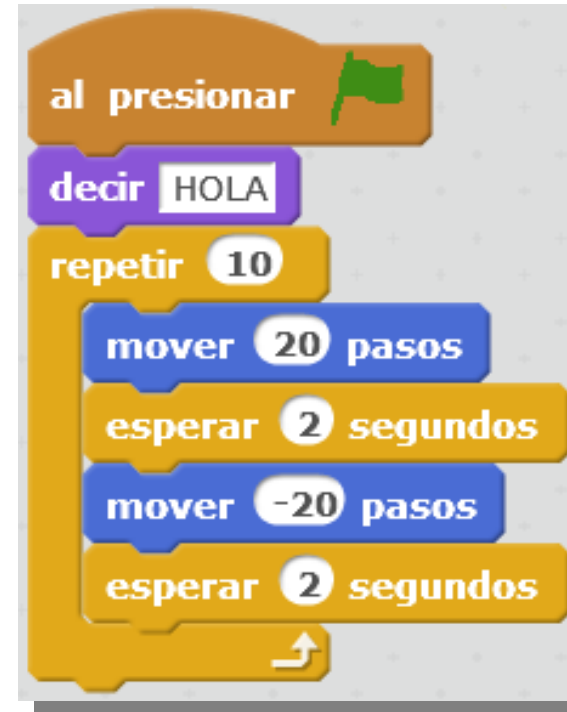 al presionar
decir HOLA
repetir 10
mover 20 pasos
esperar 2 segundos
mover -20 pasos
esperar 2 segundos